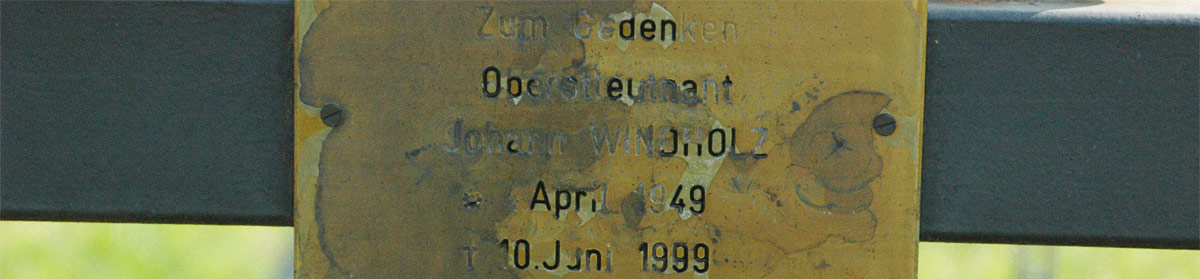 Zum Gedenken
Oberstleutnant
Johann WINDHOLZ
* April 1949
† 10.Juni 1999